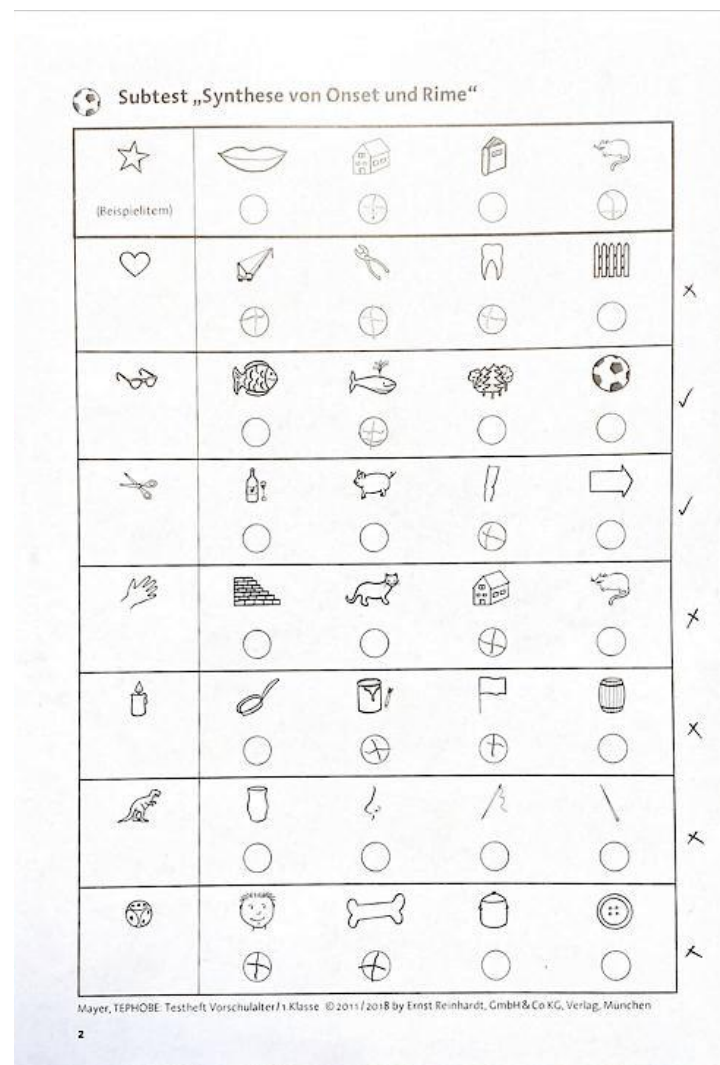 Subtest „Synthese von Onset und Rime“
(Beispielitem)
Mayer, TEPHOBE: Testheft Vorschulalter/1. Klasse © 2011/2018 by Ernst Reinhardt, GmbH & Co KG, Verlag, München
2